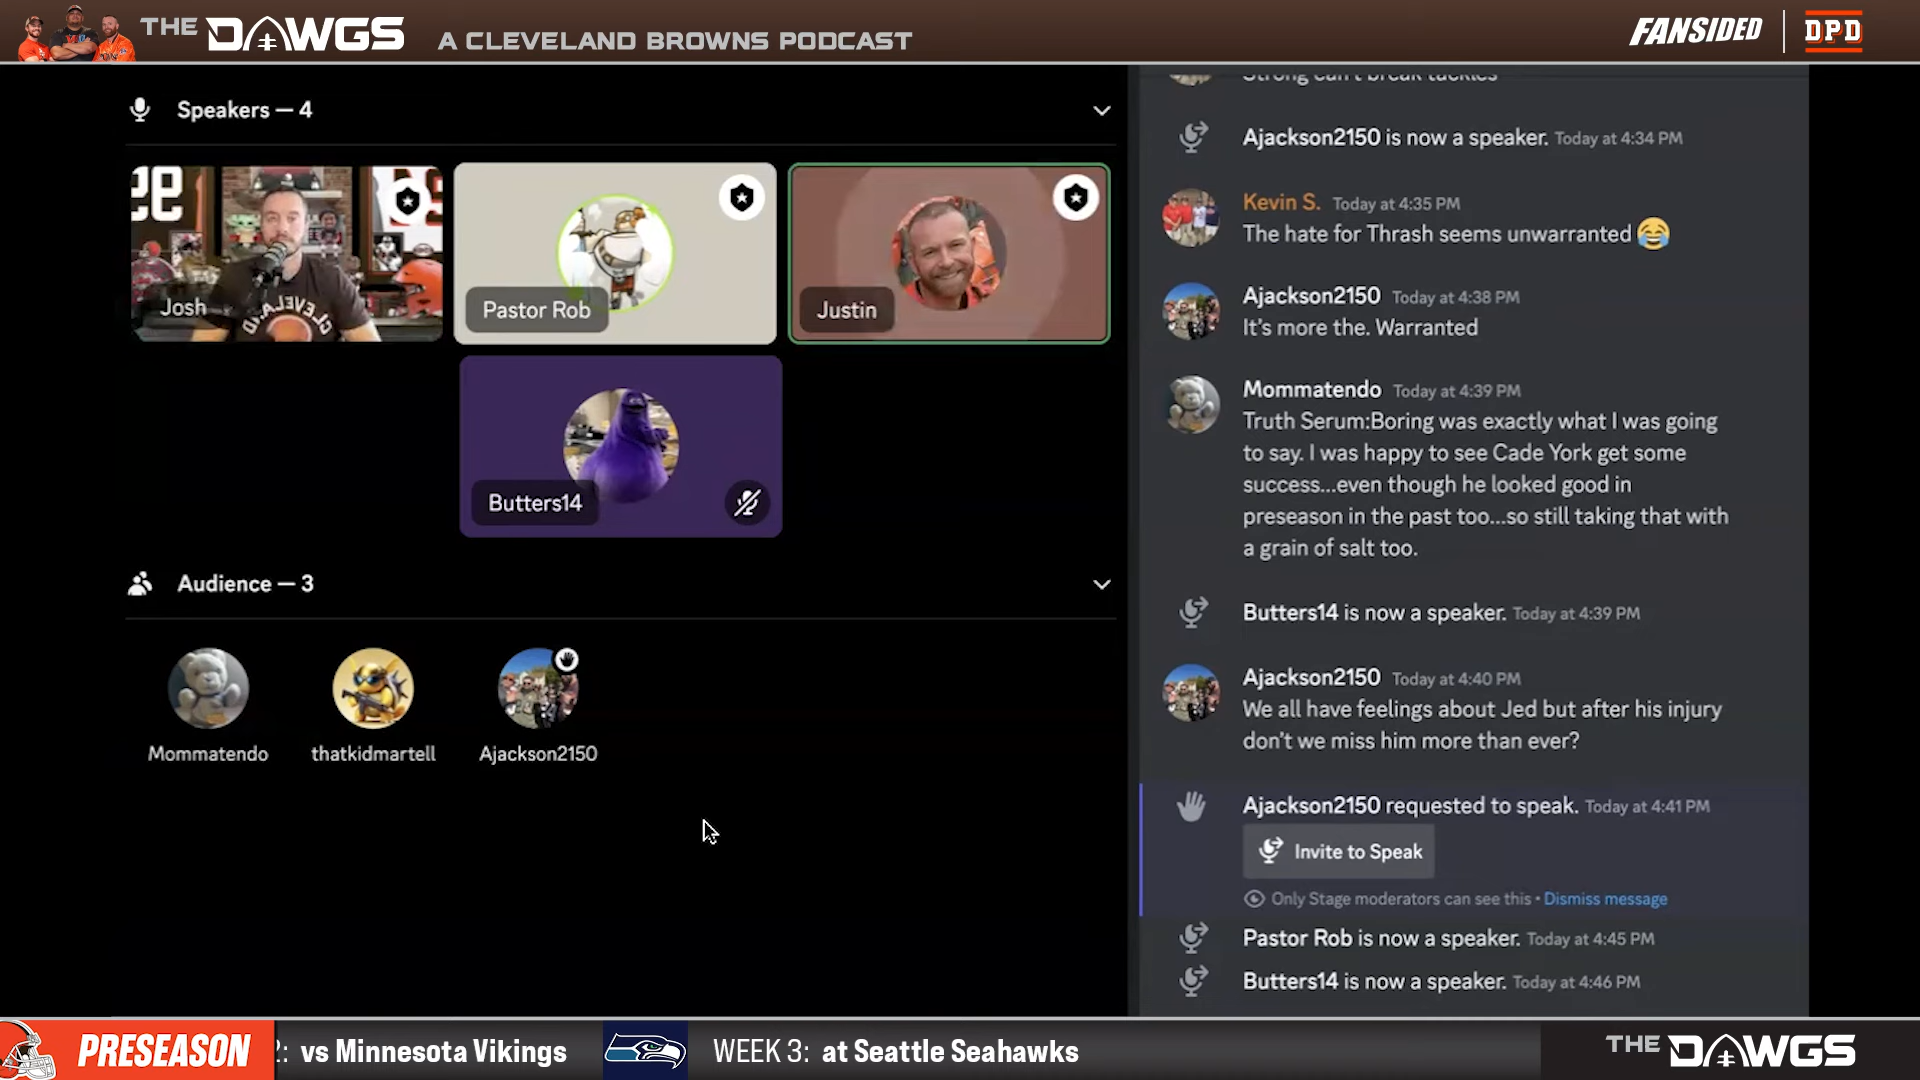 THE DAWGS A CLEVELAND BROWNS PODCAST
FANSIDED DPD
Speakers — 4
Josh
Pastor Rob
Justin
Butters14
Audience — 3
Mommatendo
thatkidmartell
Ajackson2150
Strong can't break tackles
Ajackson2150 is now a speaker. Today at 4:34 PM
Kevin S. Today at 4:35 PM
The hate for Thrash seems unwarranted 😂
Ajackson2150 Today at 4:38 PM
It's more the. Warranted
Mommatendo Today at 4:39 PM
Truth Serum:Boring was exactly what I was going
to say. I was happy to see Cade York get some
success...even though he looked good in
preseason in the past too...so still taking that with
a grain of salt too.
Butters14 is now a speaker. Today at 4:39 PM
Ajackson2150 Today at 4:40 PM
We all have feelings about Jed but after his injury
don't we miss him more than ever?
Ajackson2150 requested to speak. Today at 4:41 PM
Invite to Speak
Only Stage moderators can see this • Dismiss message
Pastor Rob is now a speaker. Today at 4:45 PM
Butters14 is now a speaker. Today at 4:46 PM
PRESEASON
: vs Minnesota Vikings
WEEK 3: at Seattle Seahawks
THE DAWGS